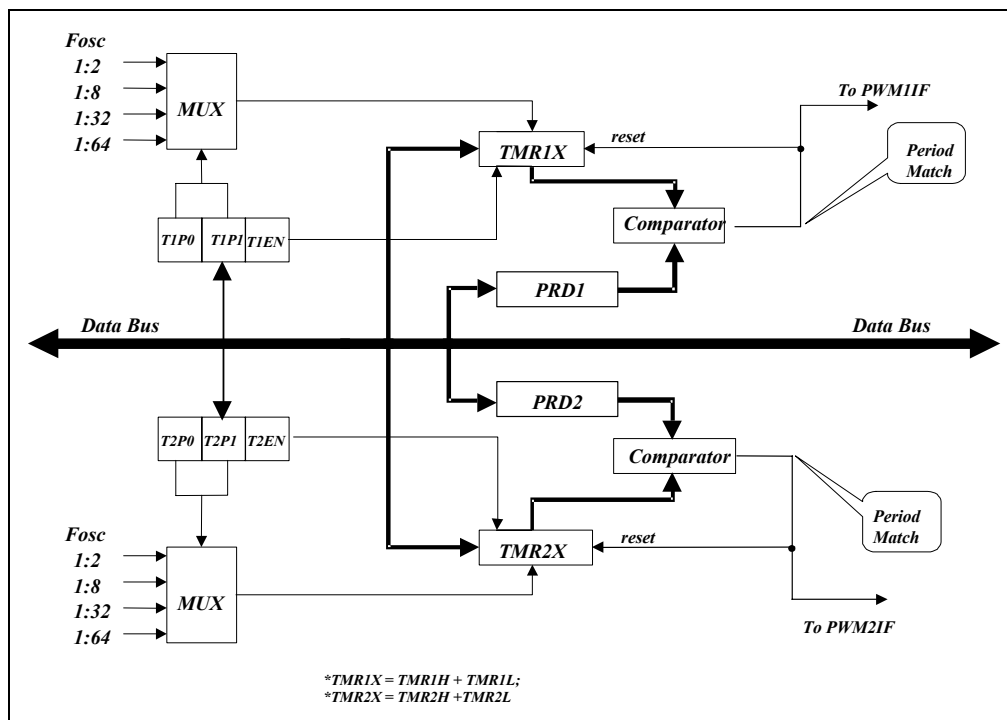 Fosc
1:2
1:8
1:32
1:64
MUX
To PWM1IF
reset
TMR1X
Period
Match
Comparator
T1P0 T1P1 T1EN
PRD1
Data Bus
Data Bus
PRD2
T2P0 T2P1 T2EN
Comparator
Period
Match
Fosc
1:2
1:8
1:32
1:64
MUX
TMR2X
reset
To PWM2IF
*TMR1X = TMR1H + TMR1L;
*TMR2X = TMR2H +TMR2L